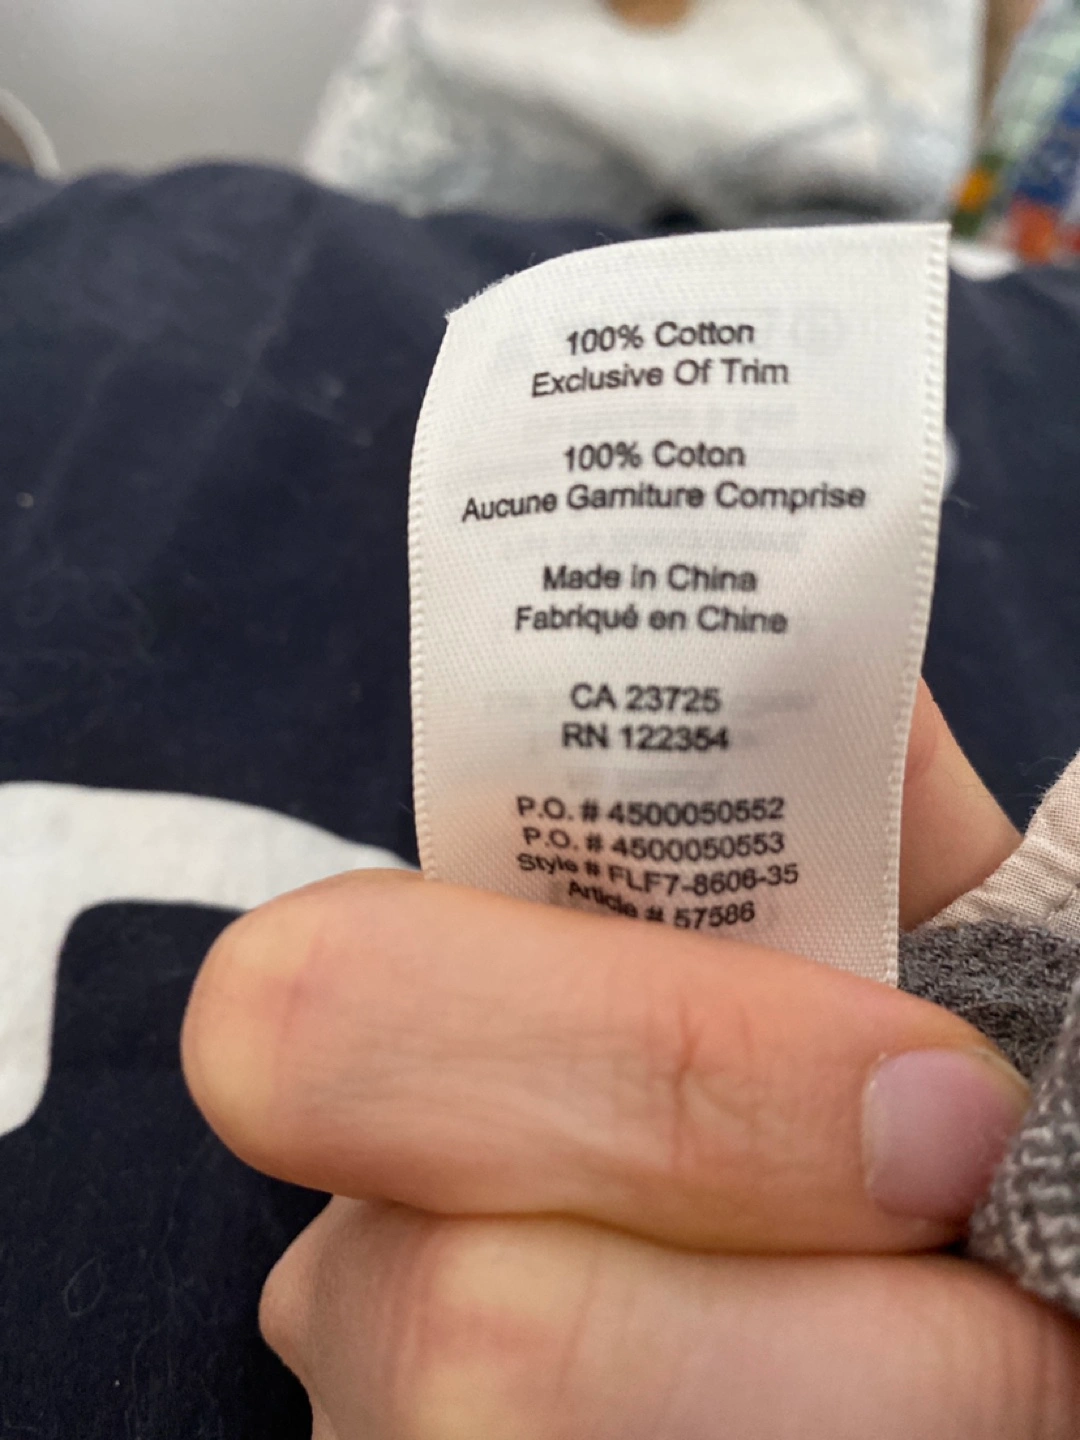 100% Cotton
Exclusive Of Trim
100% Coton
Aucune Garniture Comprise
Made in China
Fabriqué en Chine
CA 23725
RN 122354
P.O. # 4500050552
P.O. # 4500050553
Style # FLF7-8606-35
Article # 57586